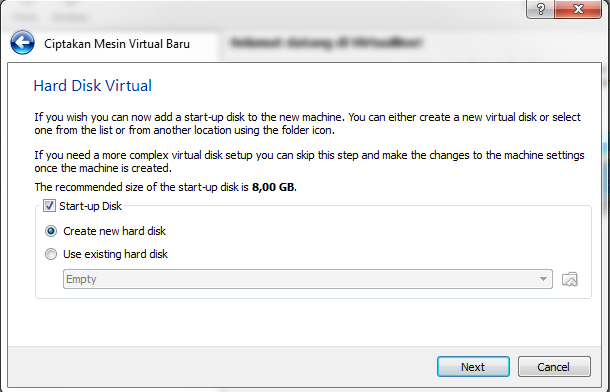 Selamat datang di VirtualBox!
Ciptakan Mesin Virtual Baru
Hard Disk Virtual
If you wish you can now add a start-up disk to the new machine. You can either create a new virtual disk or select
one from the list or from another location using the folder icon.
If you need a more complex virtual disk setup you can skip this step and make the changes to the machine settings
once the machine is created.
The recommended size of the start-up disk is 8,00 GB.
Start-up Disk
Create new hard disk
Use existing hard disk
Empty
Next
Cancel